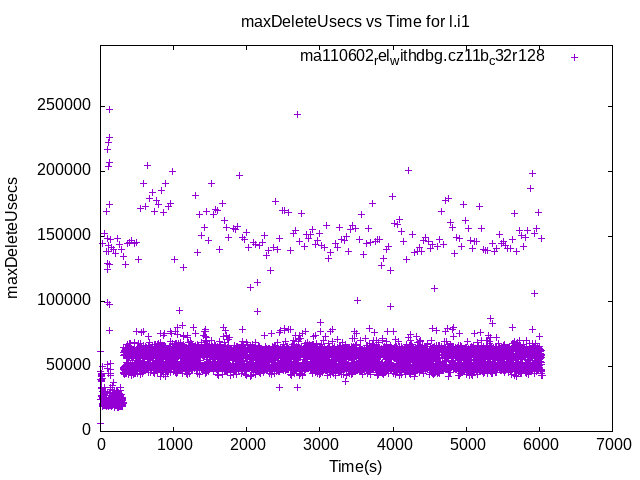 maxDeleteUsecs vs Time for l.i1
ma110602_rel_withdbg.cz11b_c32r128
250000
200000
150000
100000
50000
0
maxDeleteUsecs
0 1000 2000 3000 4000 5000 6000 7000
Time(s)